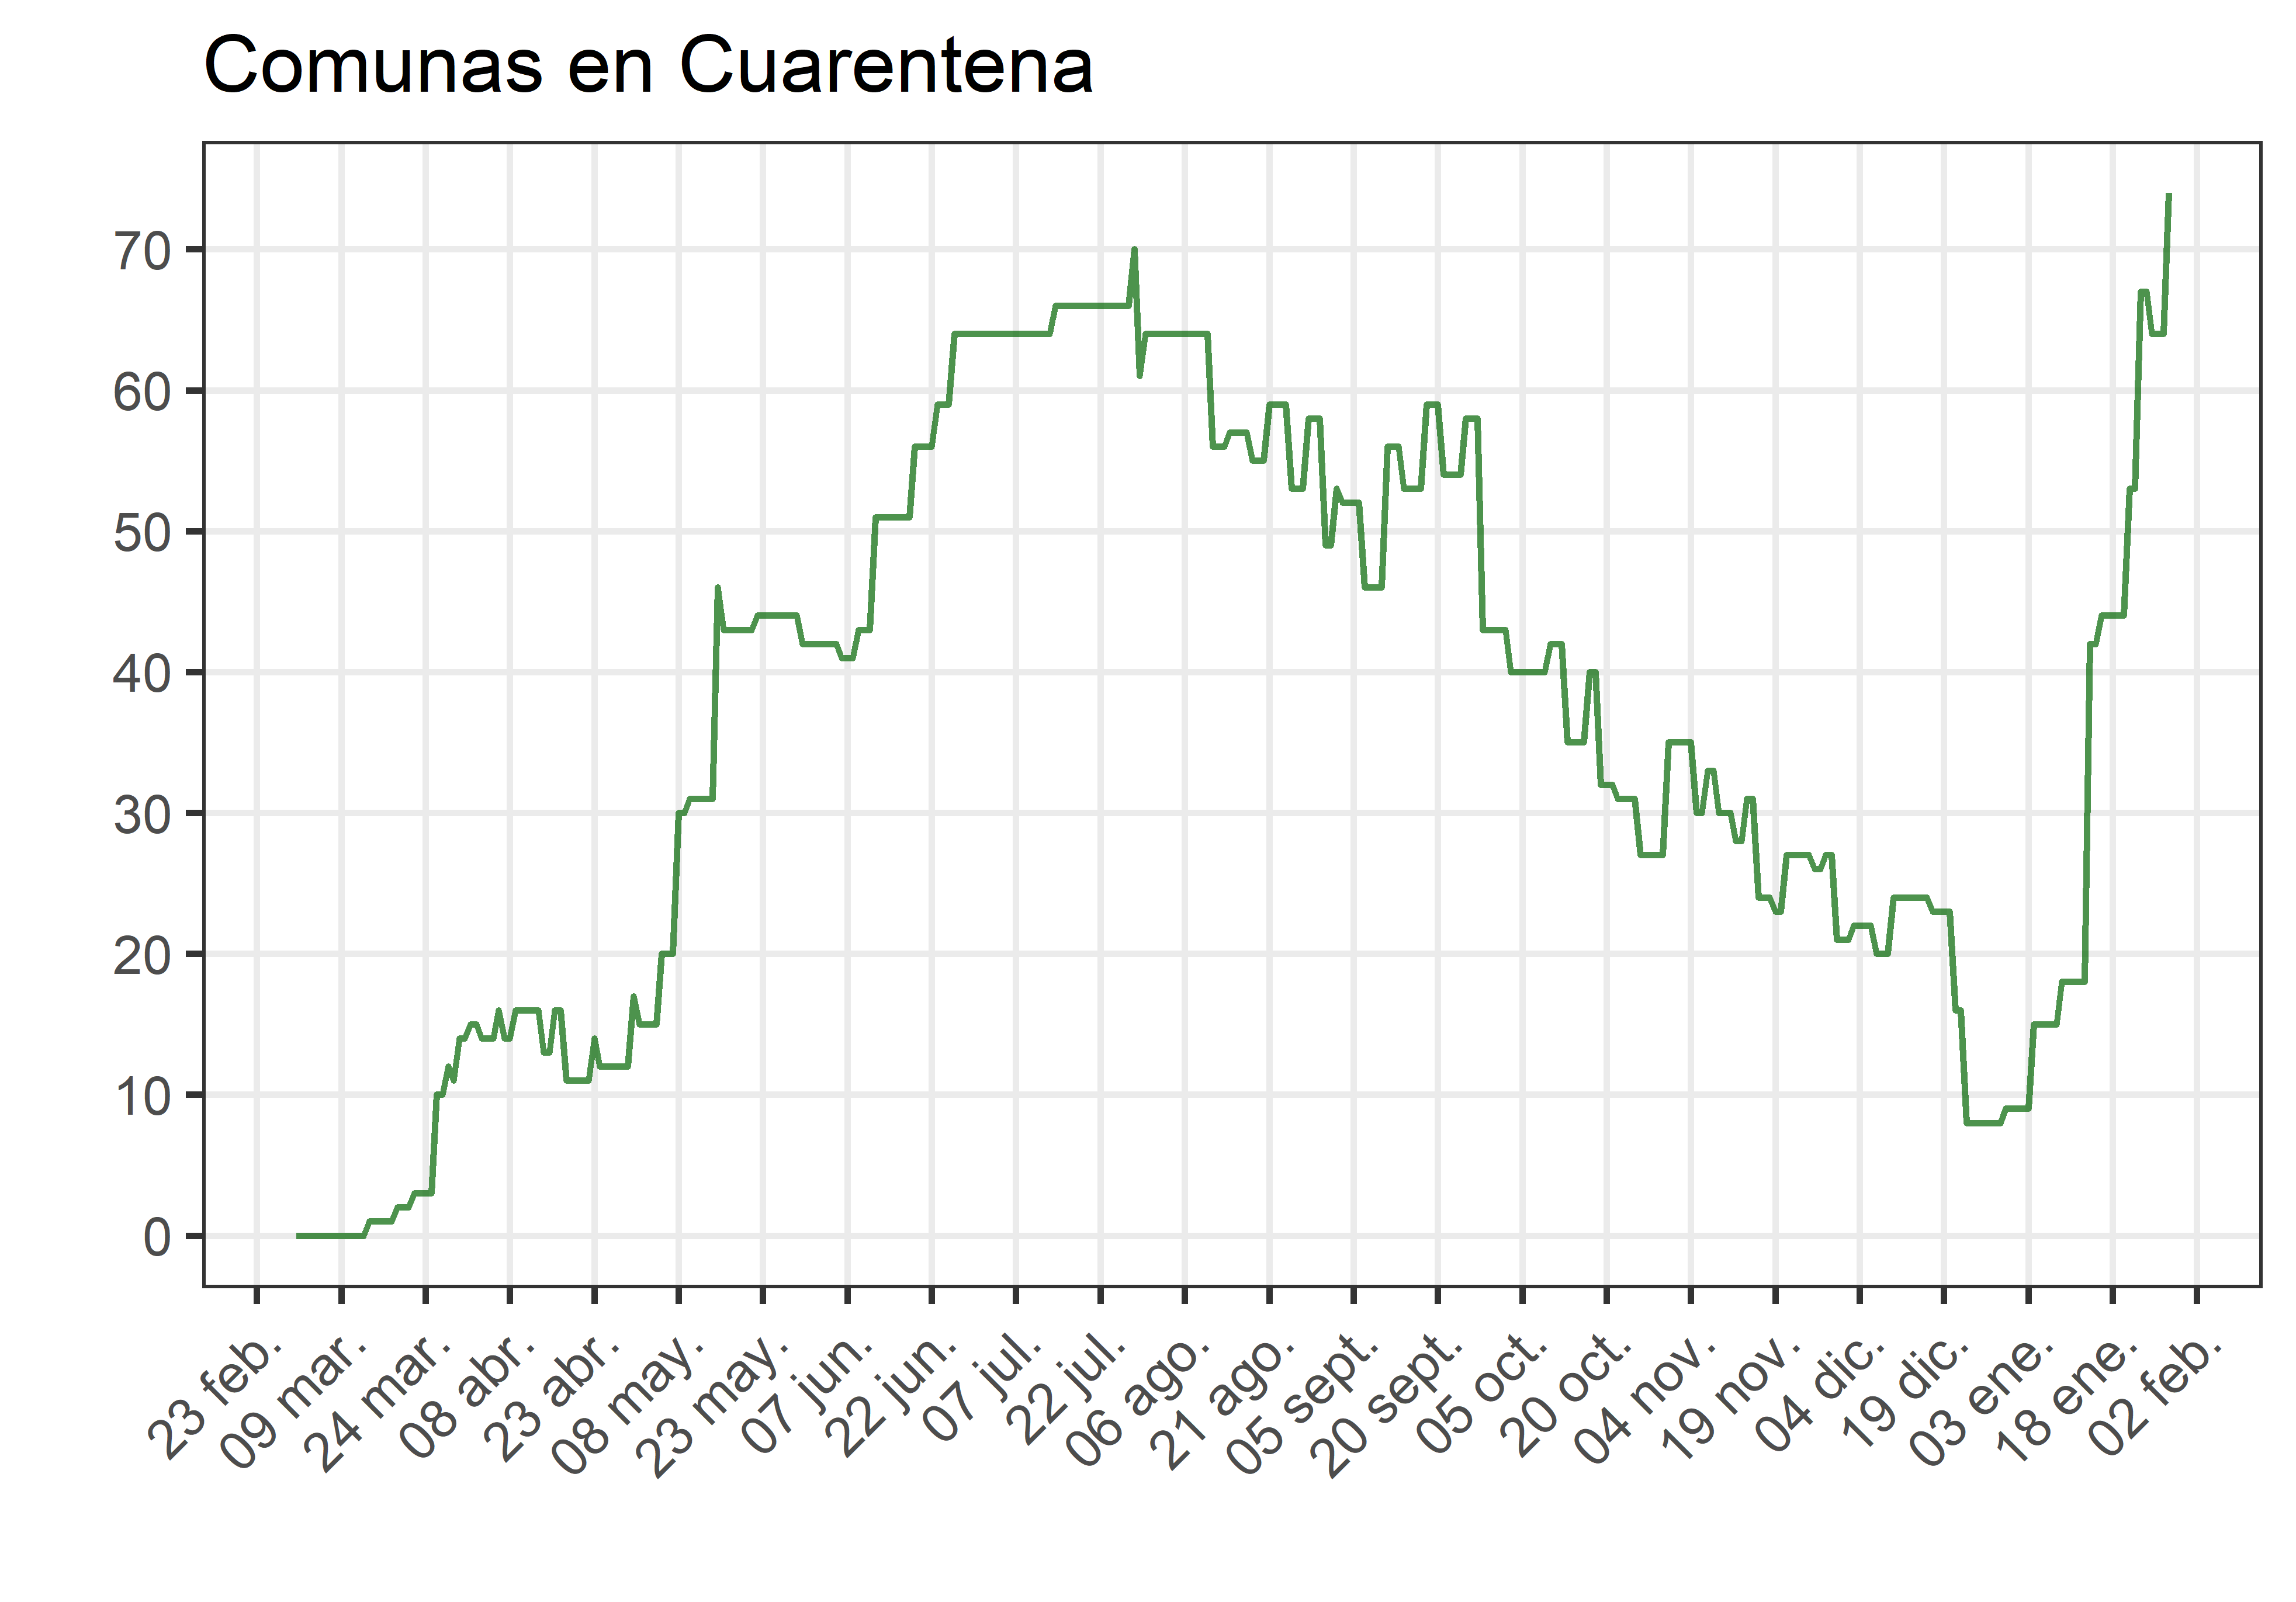 Comunas en Cuarentena
70
60
50
40
30
20
10
0
23 feb.
09 mar.
24 mar.
08 abr.
23 abr.
08 may.
23 may.
07 jun.
22 jun.
07 jul.
22 jul.
06 ago.
21 ago.
05 sept.
20 sept.
05 oct.
20 oct.
04 nov.
19 nov.
04 dic.
19 dic.
03 ene.
18 ene.
02 feb.